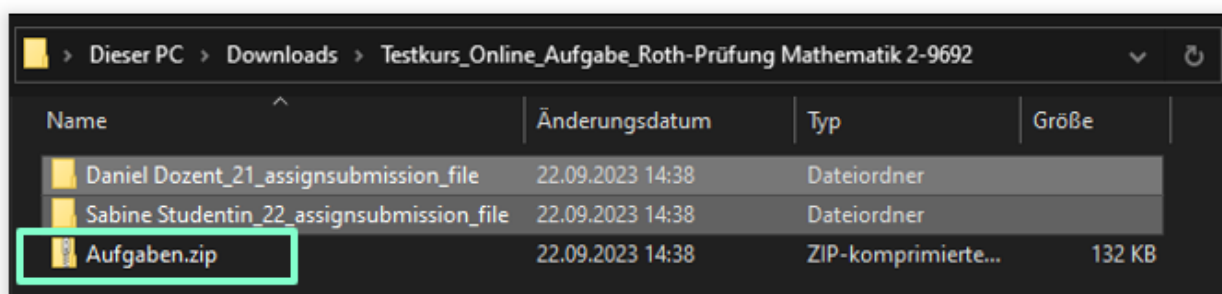 > Dieser PC > Downloads > Testkurs_Online_Aufgabe_Roth-Prüfung Mathematik 2-9692
Name Änderungsdatum Typ Größe
Daniel Dozent_21_assignsubmission_file 22.09.2023 14:38 Dateiordner
Sabine Studentin_22_assignsubmission_file 22.09.2023 14:38 Dateiordner
Aufgaben.zip 22.09.2023 14:38 ZIP-komprimierte... 132 KB